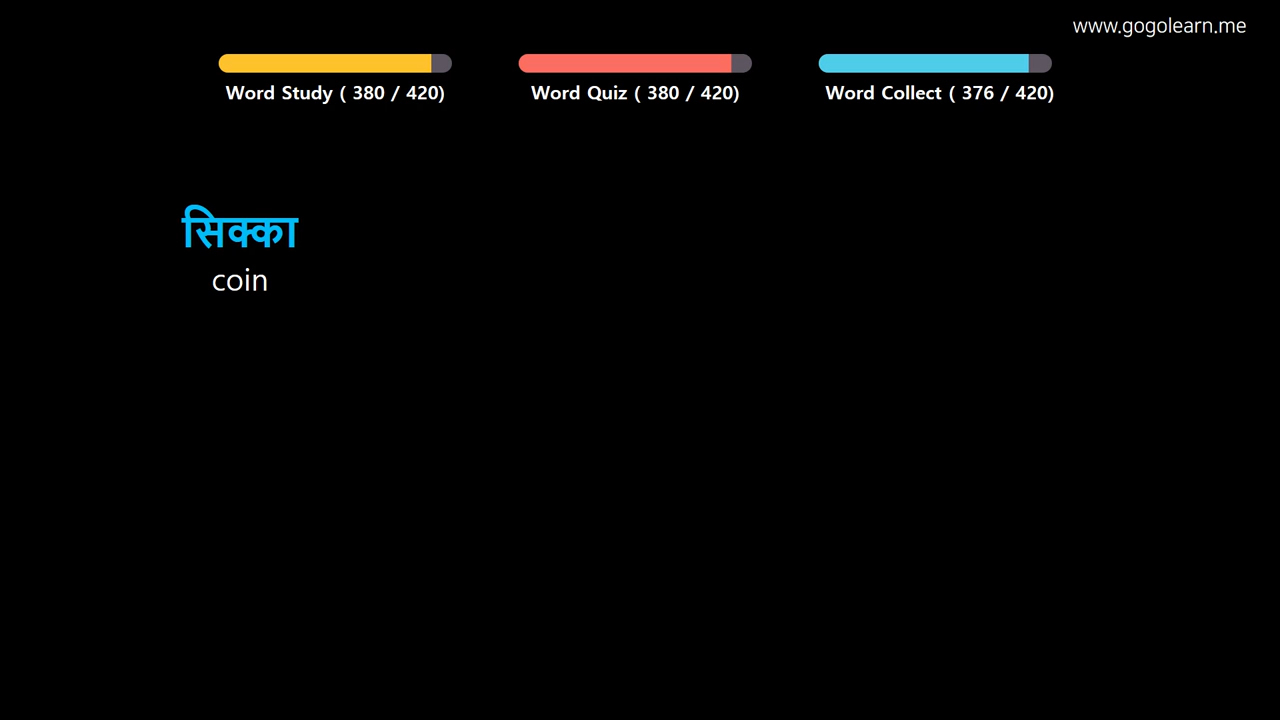 www.gogolearn.me
Word Study ( 380 / 420)
Word Quiz ( 380 / 420)
Word Collect ( 376 / 420)
सिक्का
coin